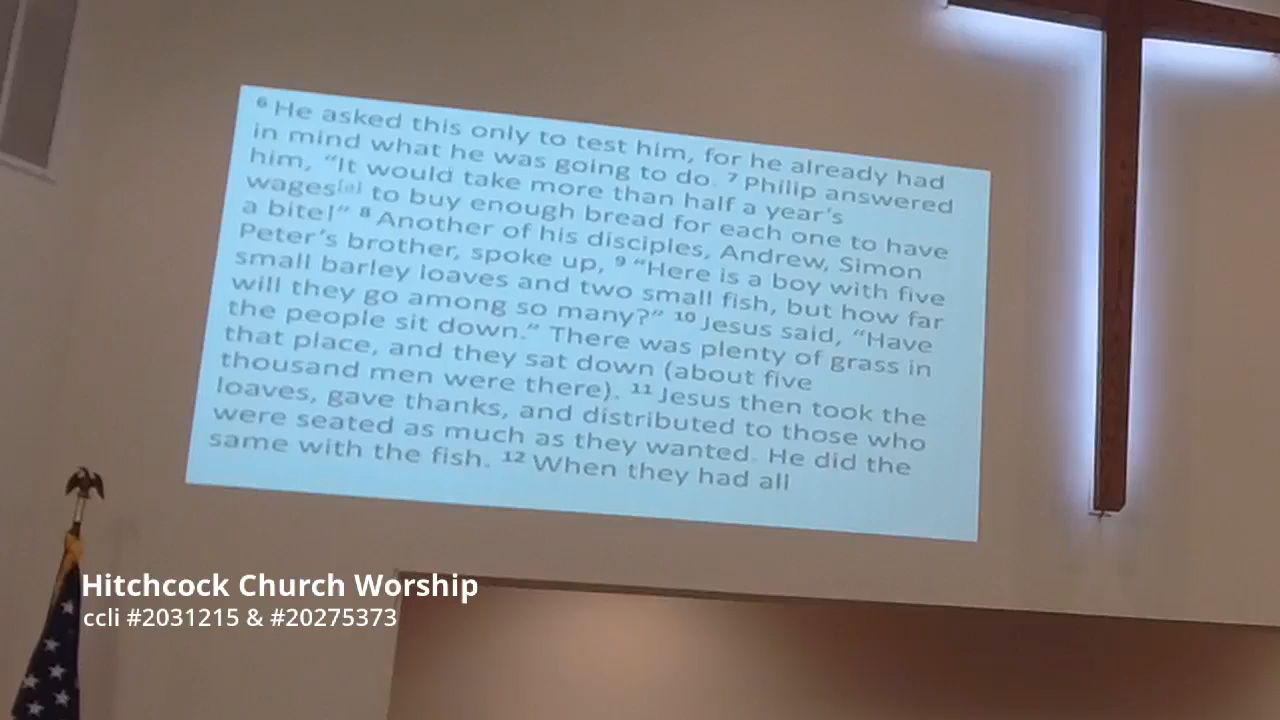 ⁶ He asked this only to test him, for he already had
in mind what he was going to do. ⁷ Philip answered
him, “It would take more than half a year’s
wages[a] to buy enough bread for each one to have
a bite!” ⁸ Another of his disciples, Andrew, Simon
Peter’s brother, spoke up, ⁹ “Here is a boy with five
small barley loaves and two small fish, but how far
will they go among so many?” ¹⁰ Jesus said, “Have
the people sit down.” There was plenty of grass in
that place, and they sat down (about five
thousand men were there). ¹¹ Jesus then took the
loaves, gave thanks, and distributed to those who
were seated as much as they wanted. He did the
same with the fish. ¹² When they had all
Hitchcock Church Worship
ccli #2031215 & #20275373